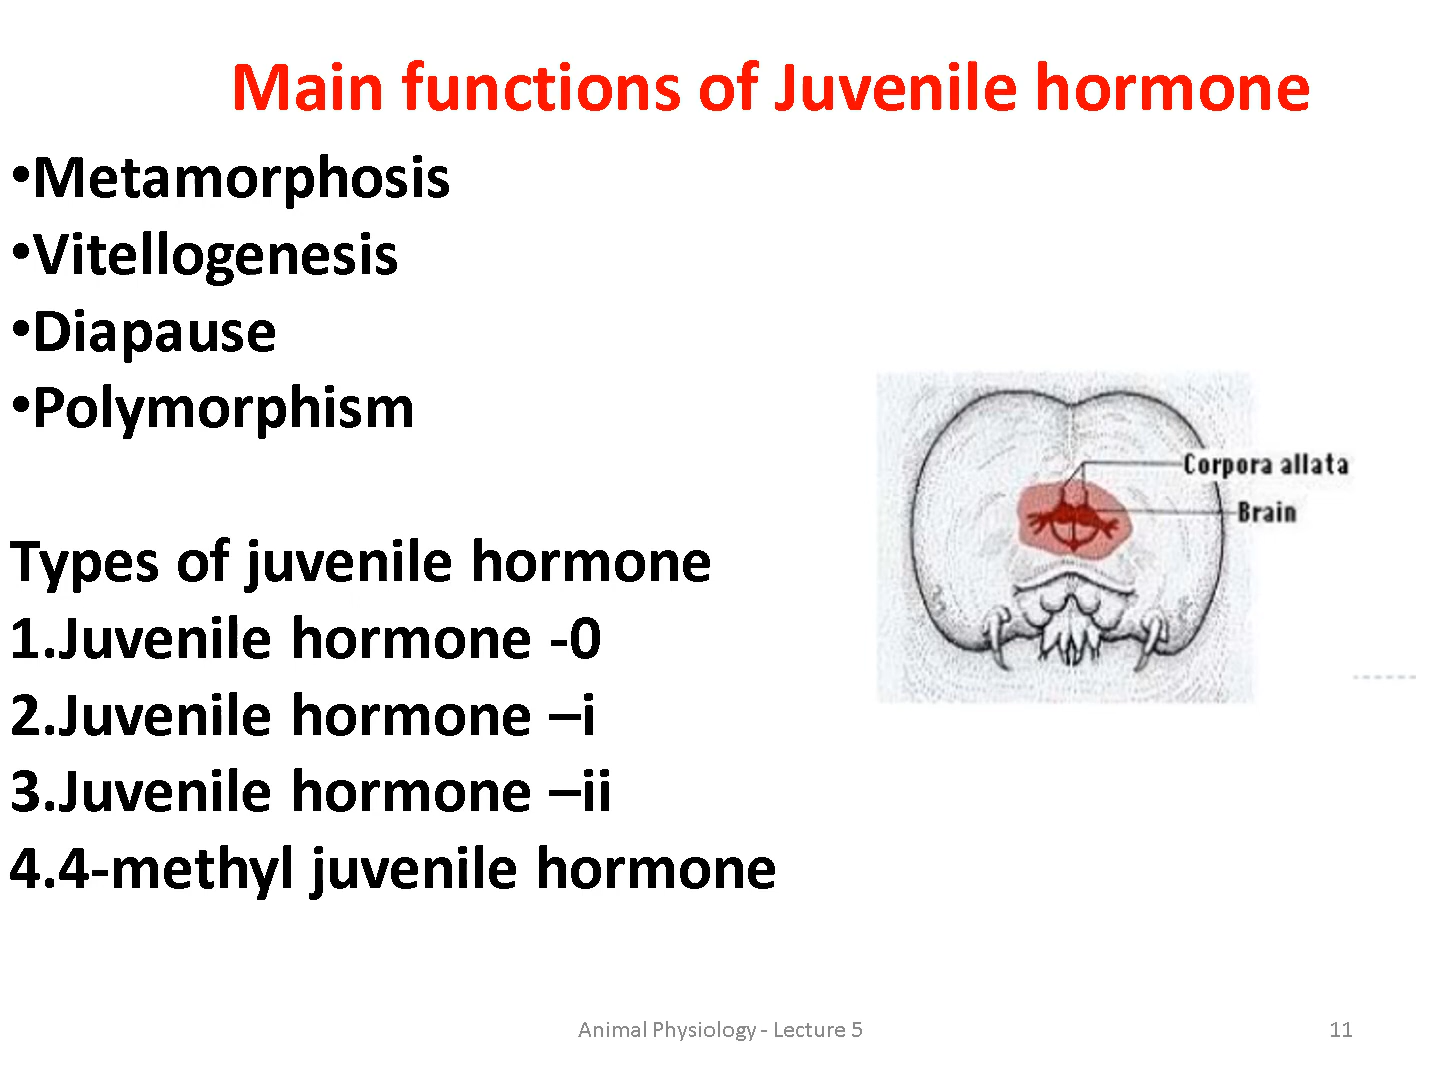 Main functions of Juvenile hormone
•Metamorphosis
•Vitellogenesis
•Diapause
•Polymorphism
Corpora allata
Brain
Types of juvenile hormone
1.Juvenile hormone -0
2.Juvenile hormone –i
3.Juvenile hormone –ii
4.4-methyl juvenile hormone
Animal Physiology - Lecture 5
11